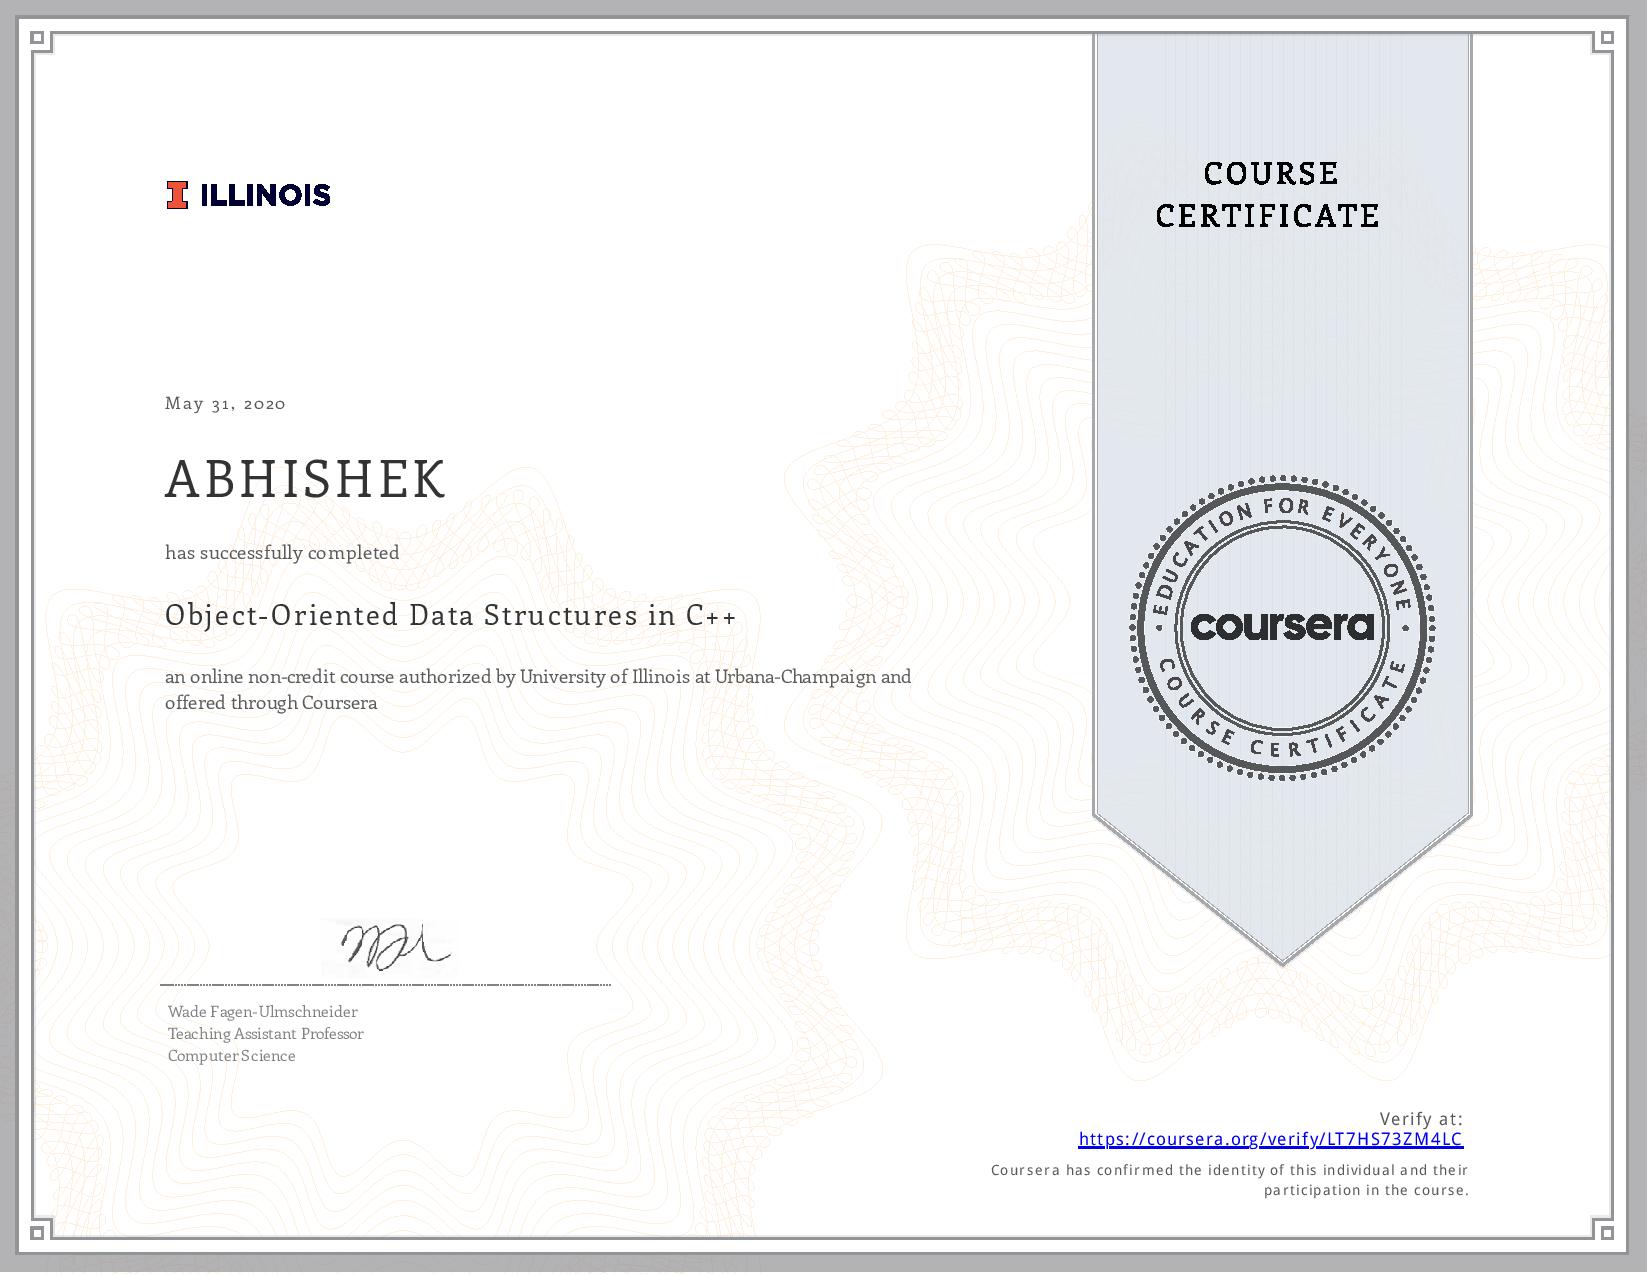 ILLINOIS
COURSE
CERTIFICATE
May 31, 2020
ABHISHEK
has successfully completed
Object-Oriented Data Structures in C++
an online non-credit course authorized by University of Illinois at Urbana-Champaign and
offered through Coursera
EDUCATION FOR EVERYONE
coursera
COURSE CERTIFICATE
Wade Fagen-Ulmschneider
Teaching Assistant Professor
Computer Science
Verify at:
https://coursera.org/verify/LT7HS73ZM4LC
Coursera has confirmed the identity of this individual and their
participation in the course.